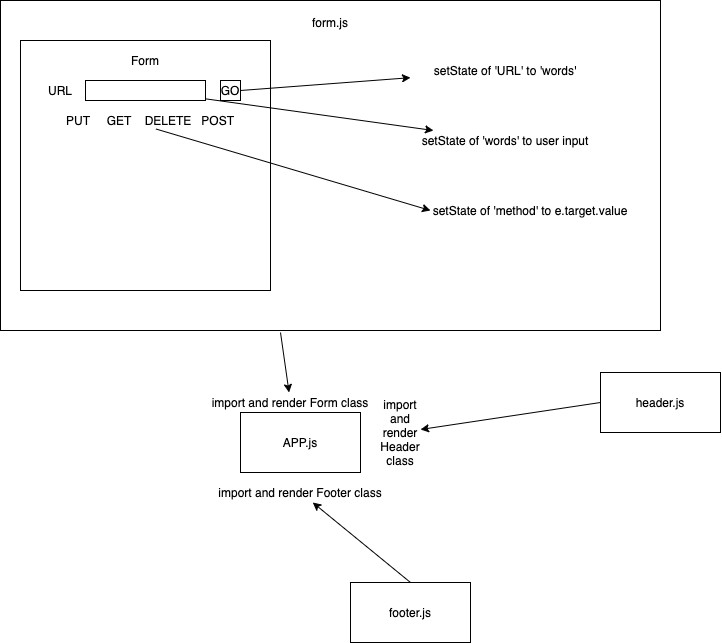 form.js
Form
URL
GO
PUT GET DELETE POST
setState of 'URL' to 'words'
setState of 'words' to user input
setState of 'method' to e.target.value
import and render Form class
APP.js
import
and
render
Header
class
header.js
import and render Footer class
footer.js